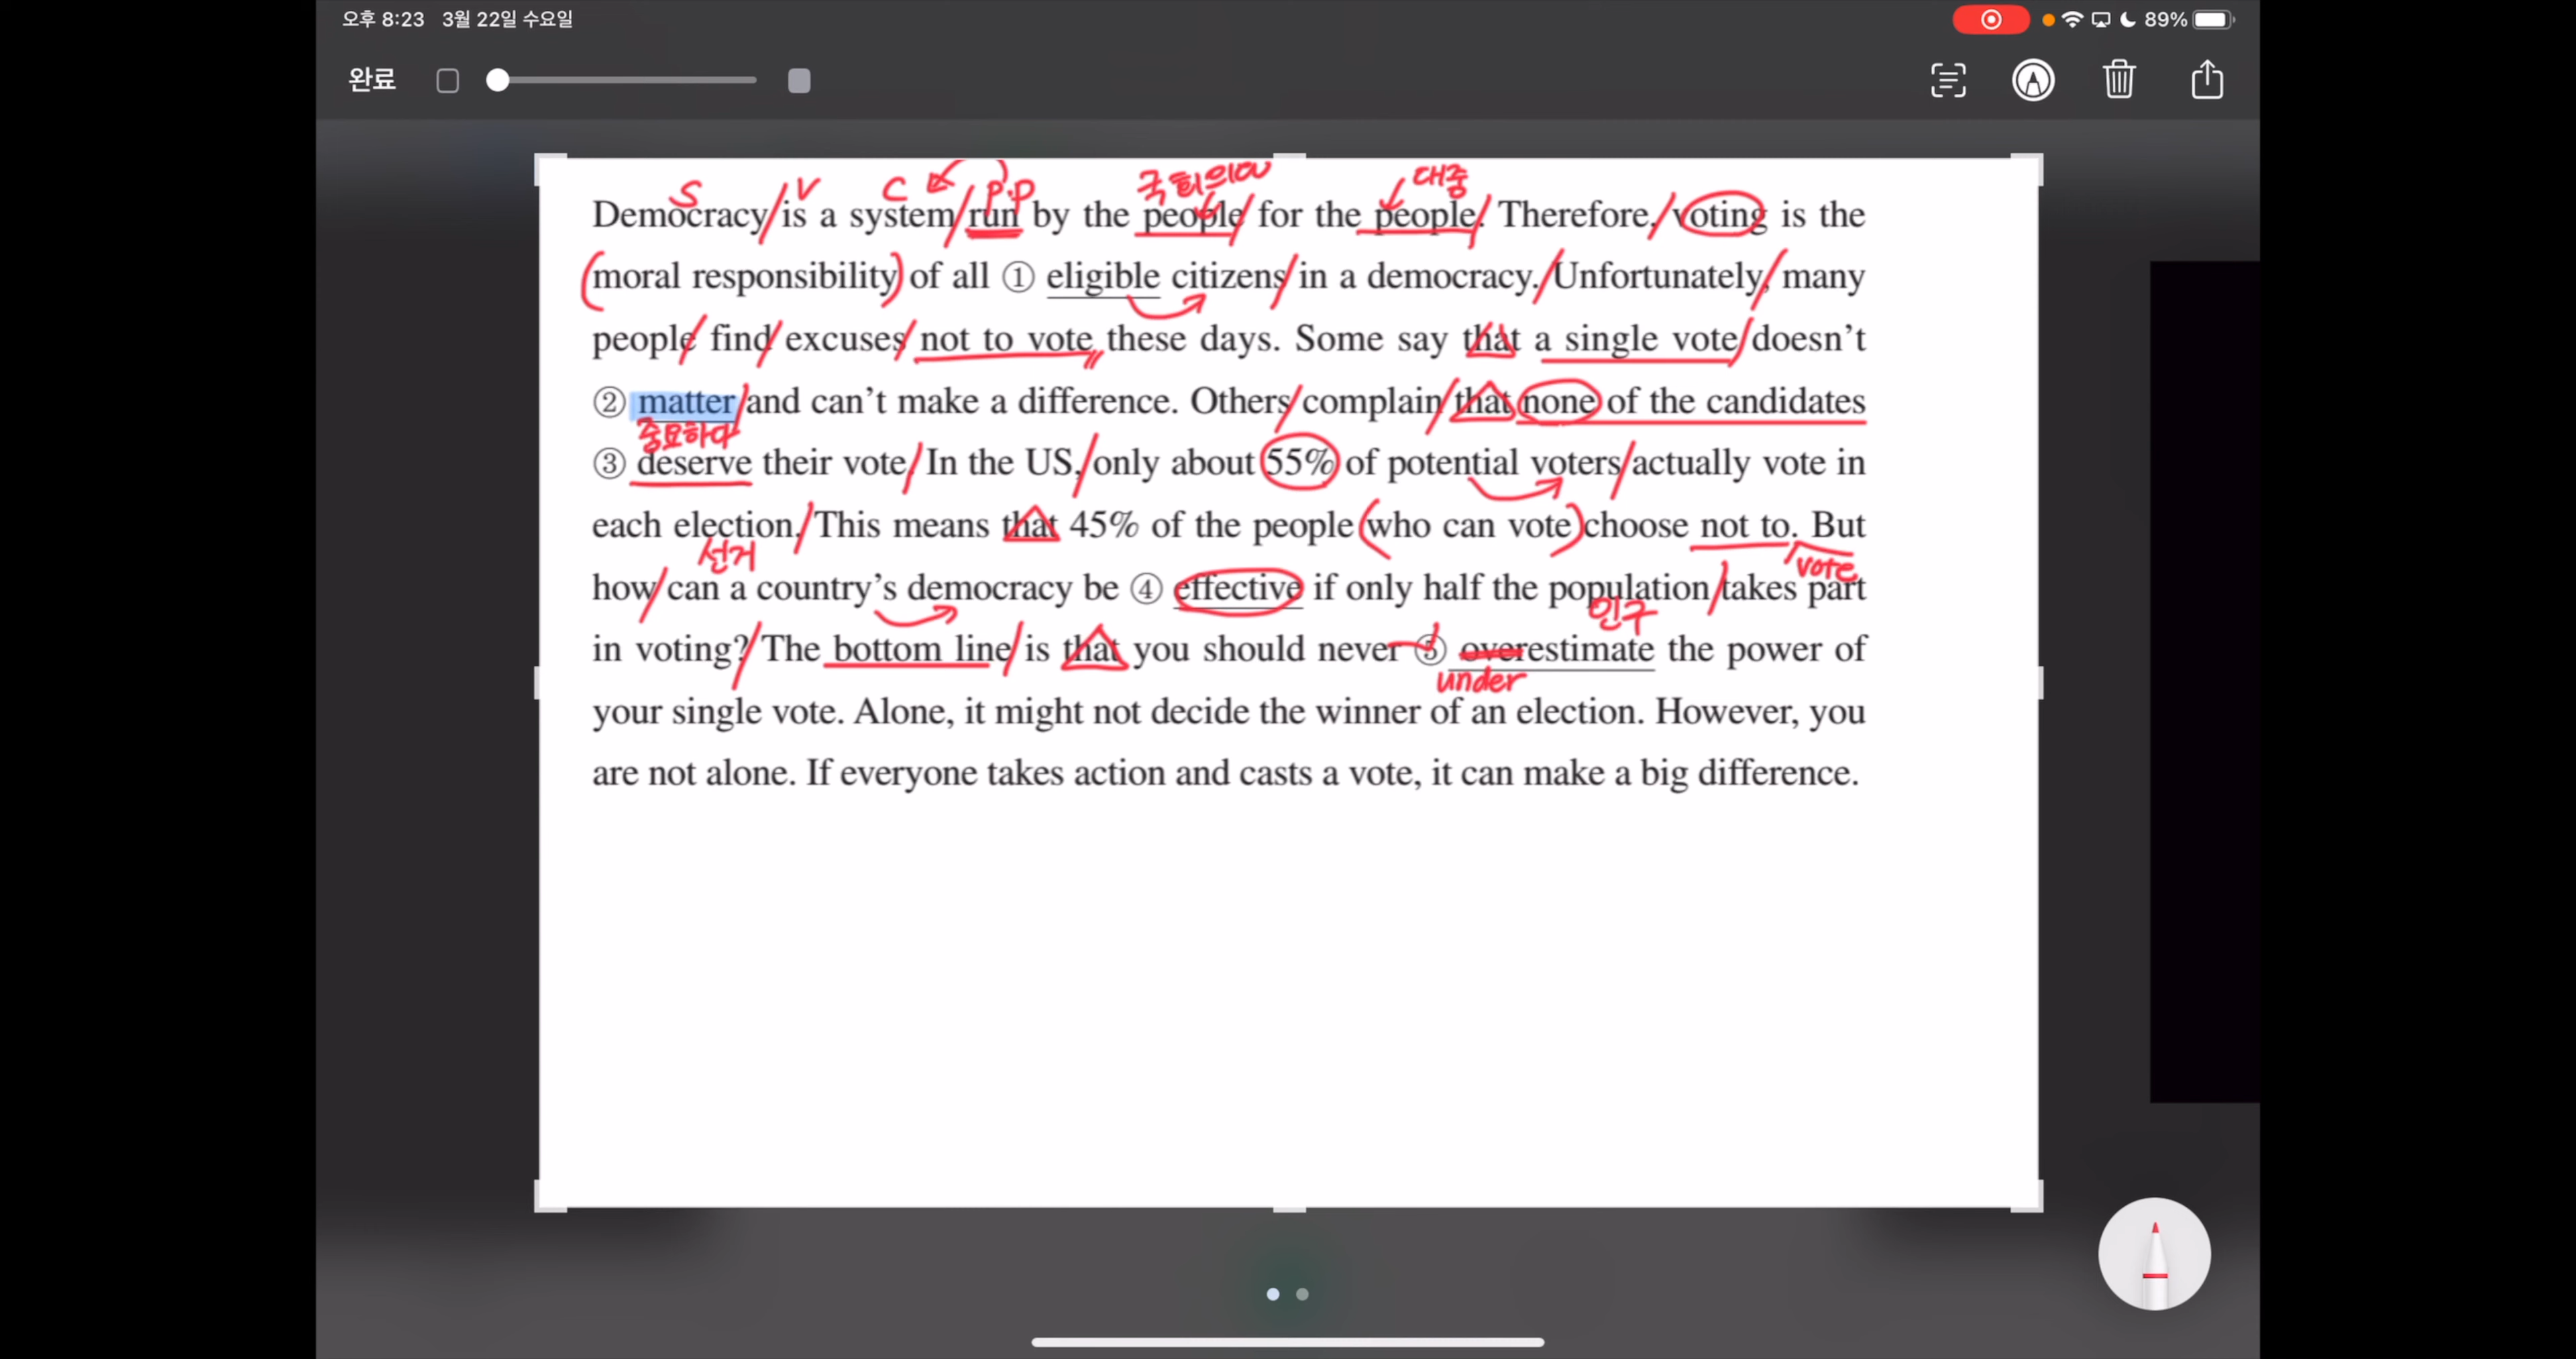 오후 8:23 3월 22일 수요일
89%
완료
S V C p.p 국회의원 대중
Democracy is a system run by the people for the people. Therefore, voting is the
moral responsibility of all ① eligible citizens in a democracy. Unfortunately, many
people find excuses not to vote these days. Some say that a single vote doesn’t
② matter and can’t make a difference. Others complain that none of the candidates
중요하다
③ deserve their vote. In the US, only about 55% of potential voters actually vote in
each election. This means that 45% of the people who can vote choose not to. But
선거 vote
how can a country’s democracy be ④ effective if only half the population takes part
인구
in voting? The bottom line is that you should never ⑤ overestimate the power of
under
your single vote. Alone, it might not decide the winner of an election. However, you
are not alone. If everyone takes action and casts a vote, it can make a big difference.